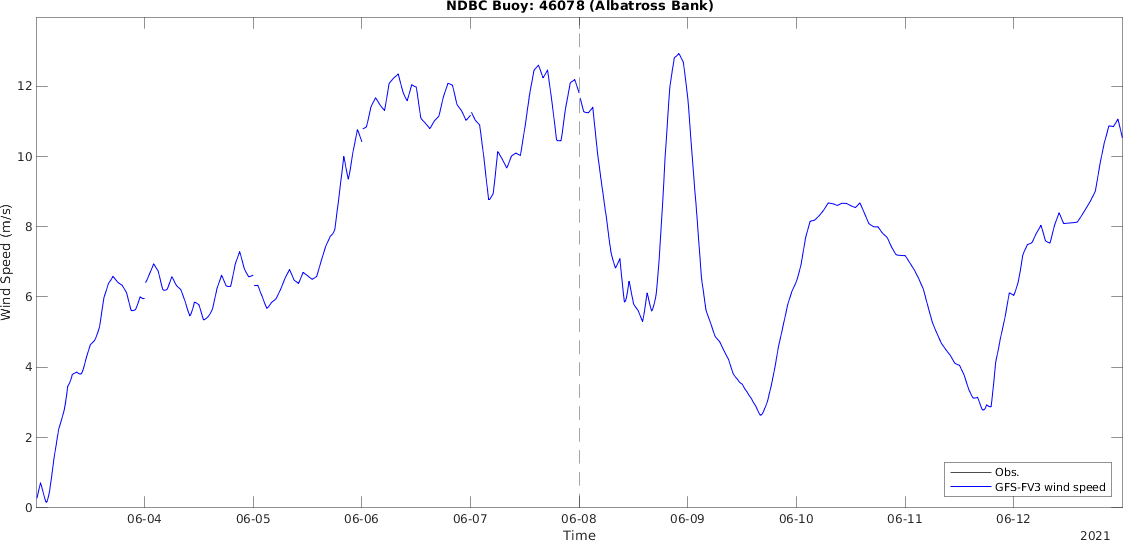 NDBC Buoy: 46078 (Albatross Bank)
Wind Speed (m/s)
12
10
8
6
4
2
0
06-04 06-05 06-06 06-07 06-08 06-09 06-10 06-11 06-12
Time
2021
Obs.
GFS-FV3 wind speed